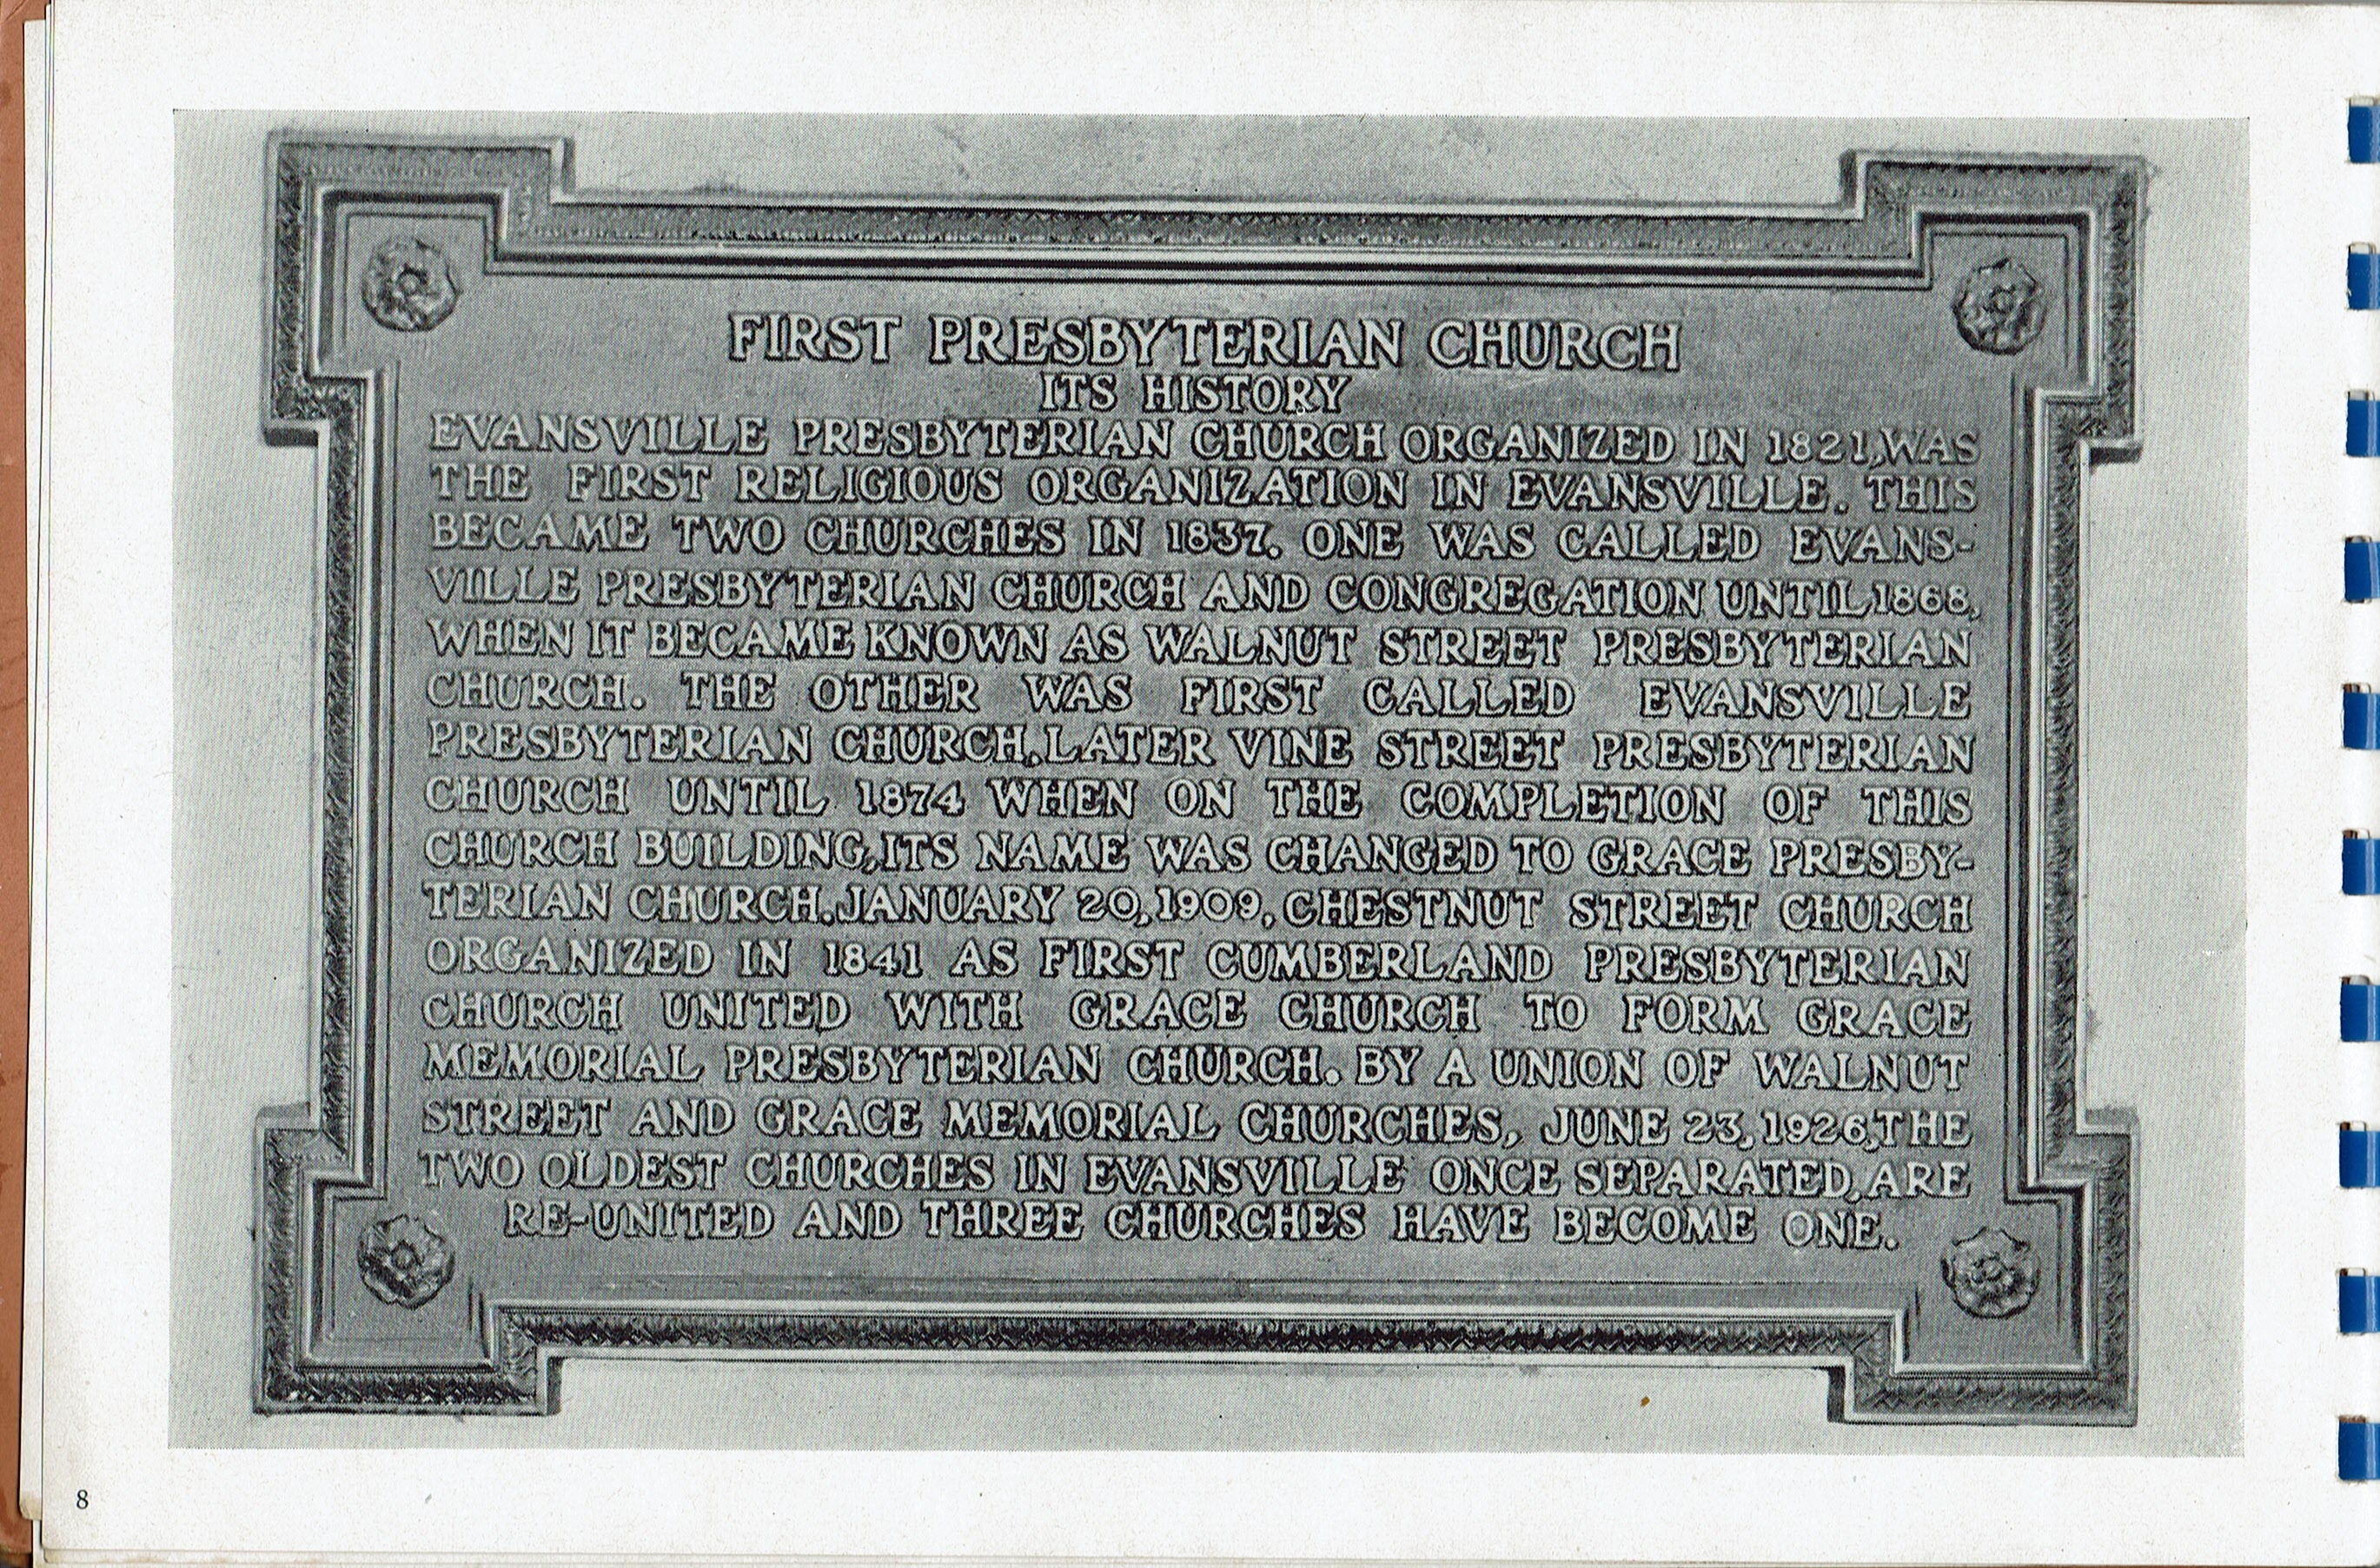 FIRST PRESBYTERIAN CHURCH
ITS HISTORY
EVANSVILLE PRESBYTERIAN CHURCH ORGANIZED IN 1821, WAS
THE FIRST RELIGIOUS ORGANIZATION IN EVANSVILLE. THIS
BECAME TWO CHURCHES IN 1837. ONE WAS CALLED EVANS-
VILLE PRESBYTERIAN CHURCH AND CONGREGATION UNTIL 1868,
WHEN IT BECAME KNOWN AS WALNUT STREET PRESBYTERIAN
CHURCH. THE OTHER WAS FIRST CALLED EVANSVILLE
PRESBYTERIAN CHURCH, LATER VINE STREET PRESBYTERIAN
CHURCH UNTIL 1874 WHEN ON THE COMPLETION OF THIS
CHURCH BUILDING, ITS NAME WAS CHANGED TO GRACE PRESBY-
TERIAN CHURCH. JANUARY 20, 1909, CHESTNUT STREET CHURCH
ORGANIZED IN 1841 AS FIRST CUMBERLAND PRESBYTERIAN
CHURCH UNITED WITH GRACE CHURCH TO FORM GRACE
MEMORIAL PRESBYTERIAN CHURCH. BY A UNION OF WALNUT
STREET AND GRACE MEMORIAL CHURCHES, JUNE 23, 1926, THE
TWO OLDEST CHURCHES IN EVANSVILLE ONCE SEPARATED, ARE
RE-UNITED AND THREE CHURCHES HAVE BECOME ONE.
8